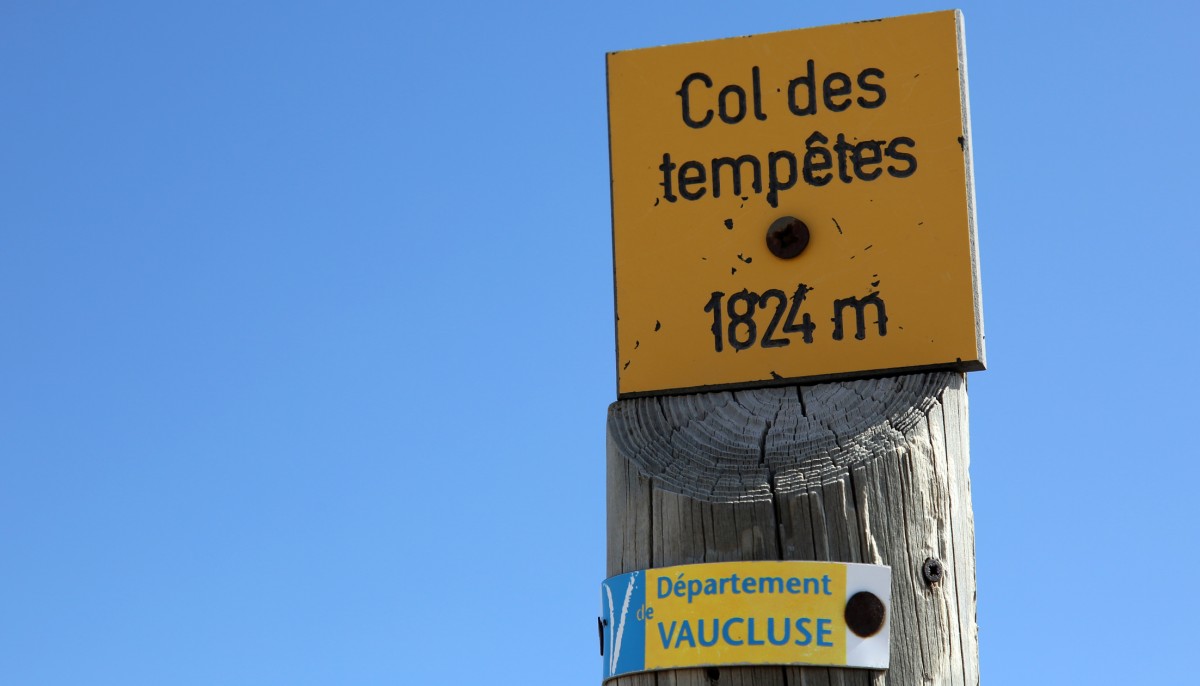 Col des
tempêtes
1824 m
Département
de
VAUCLUSE